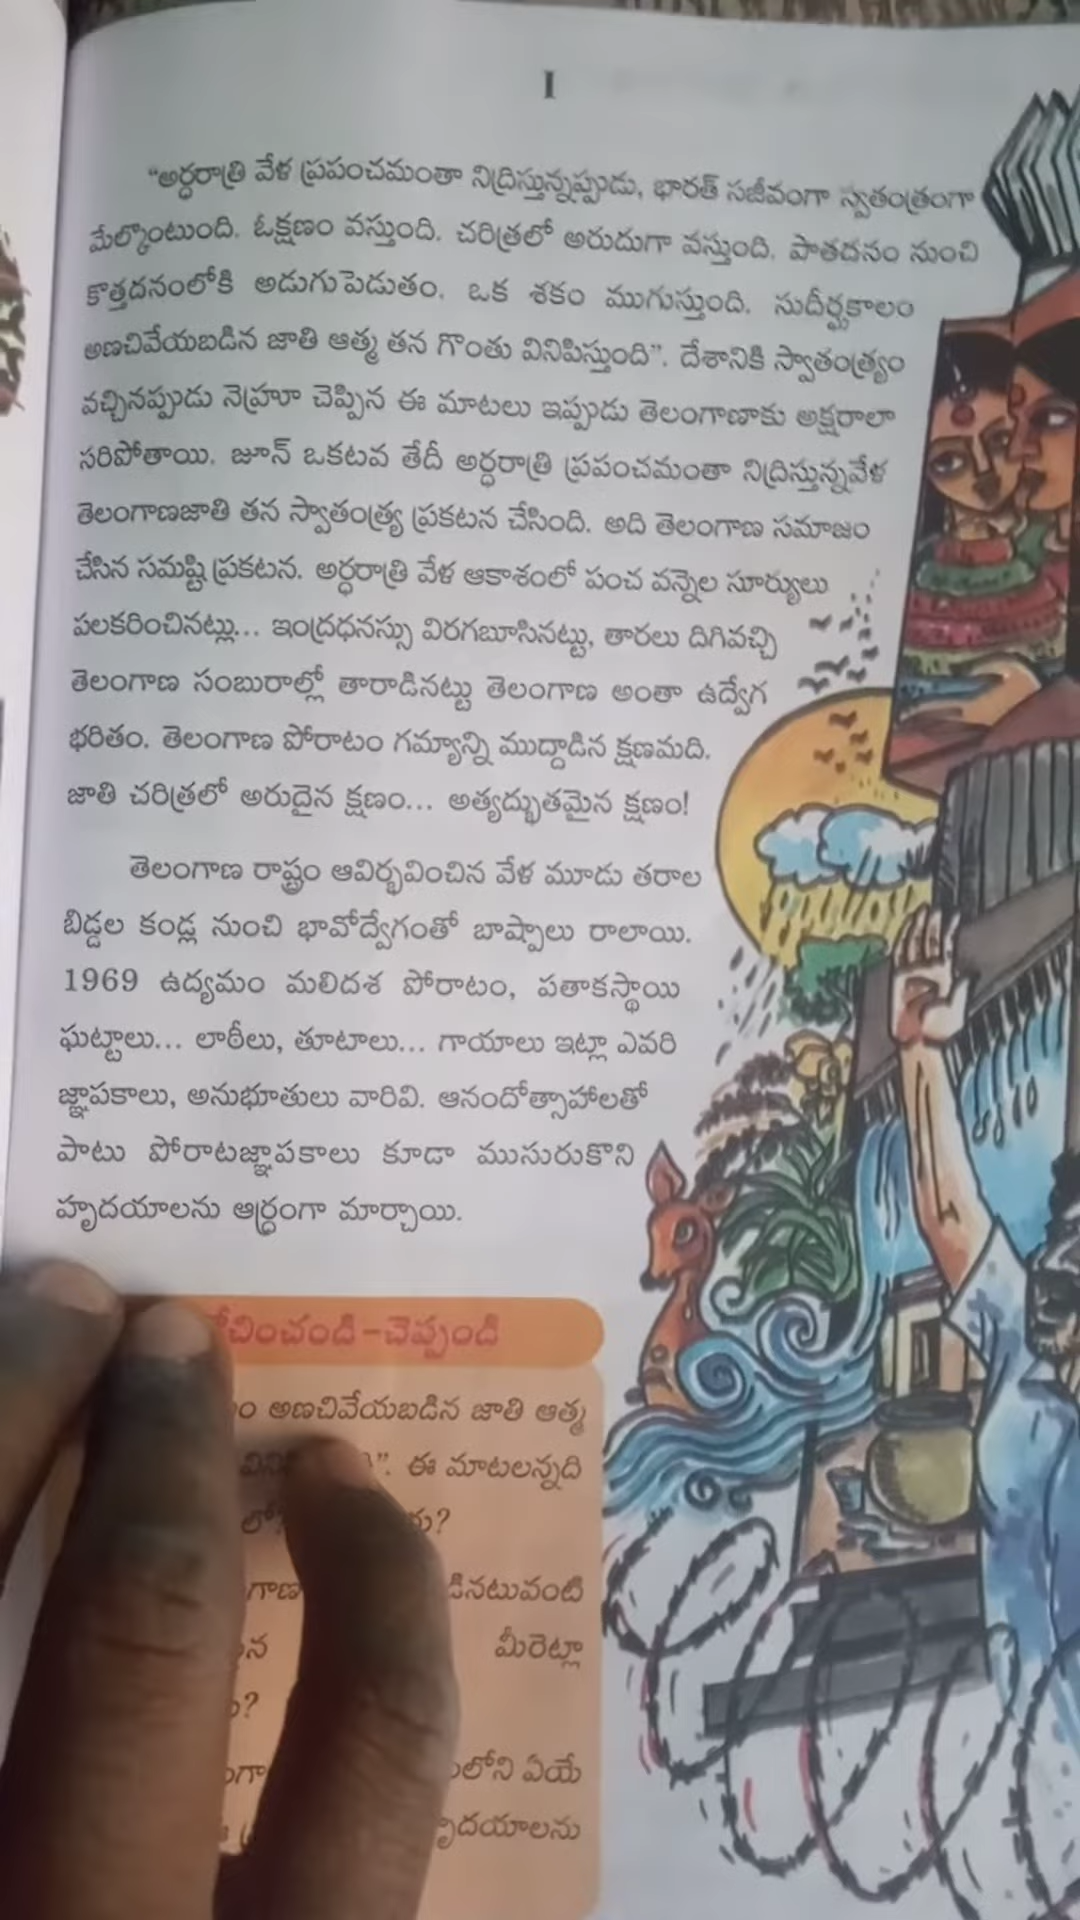 I
"అర్ధరాత్రి వేళ ప్రపంచమంతా నిద్రిస్తున్నప్పుడు, భారత్ సజీవంగా స్వతంత్రంగా
మేల్కొంటుంది. ఓక్షణం వస్తుంది. చరిత్రలో అరుదుగా వస్తుంది. పాతదనం నుంచి
కొత్తదనంలోకి అడుగుపెడుతం. ఒక శకం ముగుస్తుంది. సుదీర్ఘకాలం
అణచివేయబడిన జాతి ఆత్మ తన గొంతు వినిపిస్తుంది". దేశానికి స్వాతంత్ర్యం
వచ్చినప్పుడు నెహ్రూ చెప్పిన ఈ మాటలు ఇప్పుడు తెలంగాణాకు అక్షరాలా
సరిపోతాయి. జూన్ ఒకటవ తేదీ అర్ధరాత్రి ప్రపంచమంతా నిద్రిస్తున్నవేళ
తెలంగాణజాతి తన స్వాతంత్ర్య ప్రకటన చేసింది. అది తెలంగాణ సమాజం
చేసిన సమష్టి ప్రకటన. అర్ధరాత్రి వేళ ఆకాశంలో పంచ వన్నెల సూర్యులు
పలకరించినట్లు... ఇంద్రధనస్సు విరగబూసినట్టు, తారలు దిగివచ్చి
తెలంగాణ సంబురాల్లో తారాడినట్టు తెలంగాణ అంతా ఉద్వేగ
భరితం. తెలంగాణ పోరాటం గమ్యాన్ని ముద్దాడిన క్షణమది.
జాతి చరిత్రలో అరుదైన క్షణం... అత్యద్భుతమైన క్షణం!
తెలంగాణ రాష్ట్రం ఆవిర్భవించిన వేళ మూడు తరాల
బిడ్డల కండ్ల నుంచి భావోద్వేగంతో బాష్పాలు రాలాయి.
1969 ఉద్యమం మలిదశ పోరాటం, పతాకస్థాయి
ఘట్టాలు... లాఠీలు, తూటాలు... గాయాలు ఇట్లా ఎవరి
జ్ఞాపకాలు, అనుభూతులు వారివి. ఆనందోత్సాహాలతో
పాటు పోరాటజ్ఞాపకాలు కూడా ముసురుకొని
హృదయాలను ఆర్ద్రంగా మార్చాయి.
చించండి-చెప్పండి
అణచివేయబడిన జాతి ఆత్మ
ఈ మాటలన్నది
మీరెట్లా
లోని ఏయే